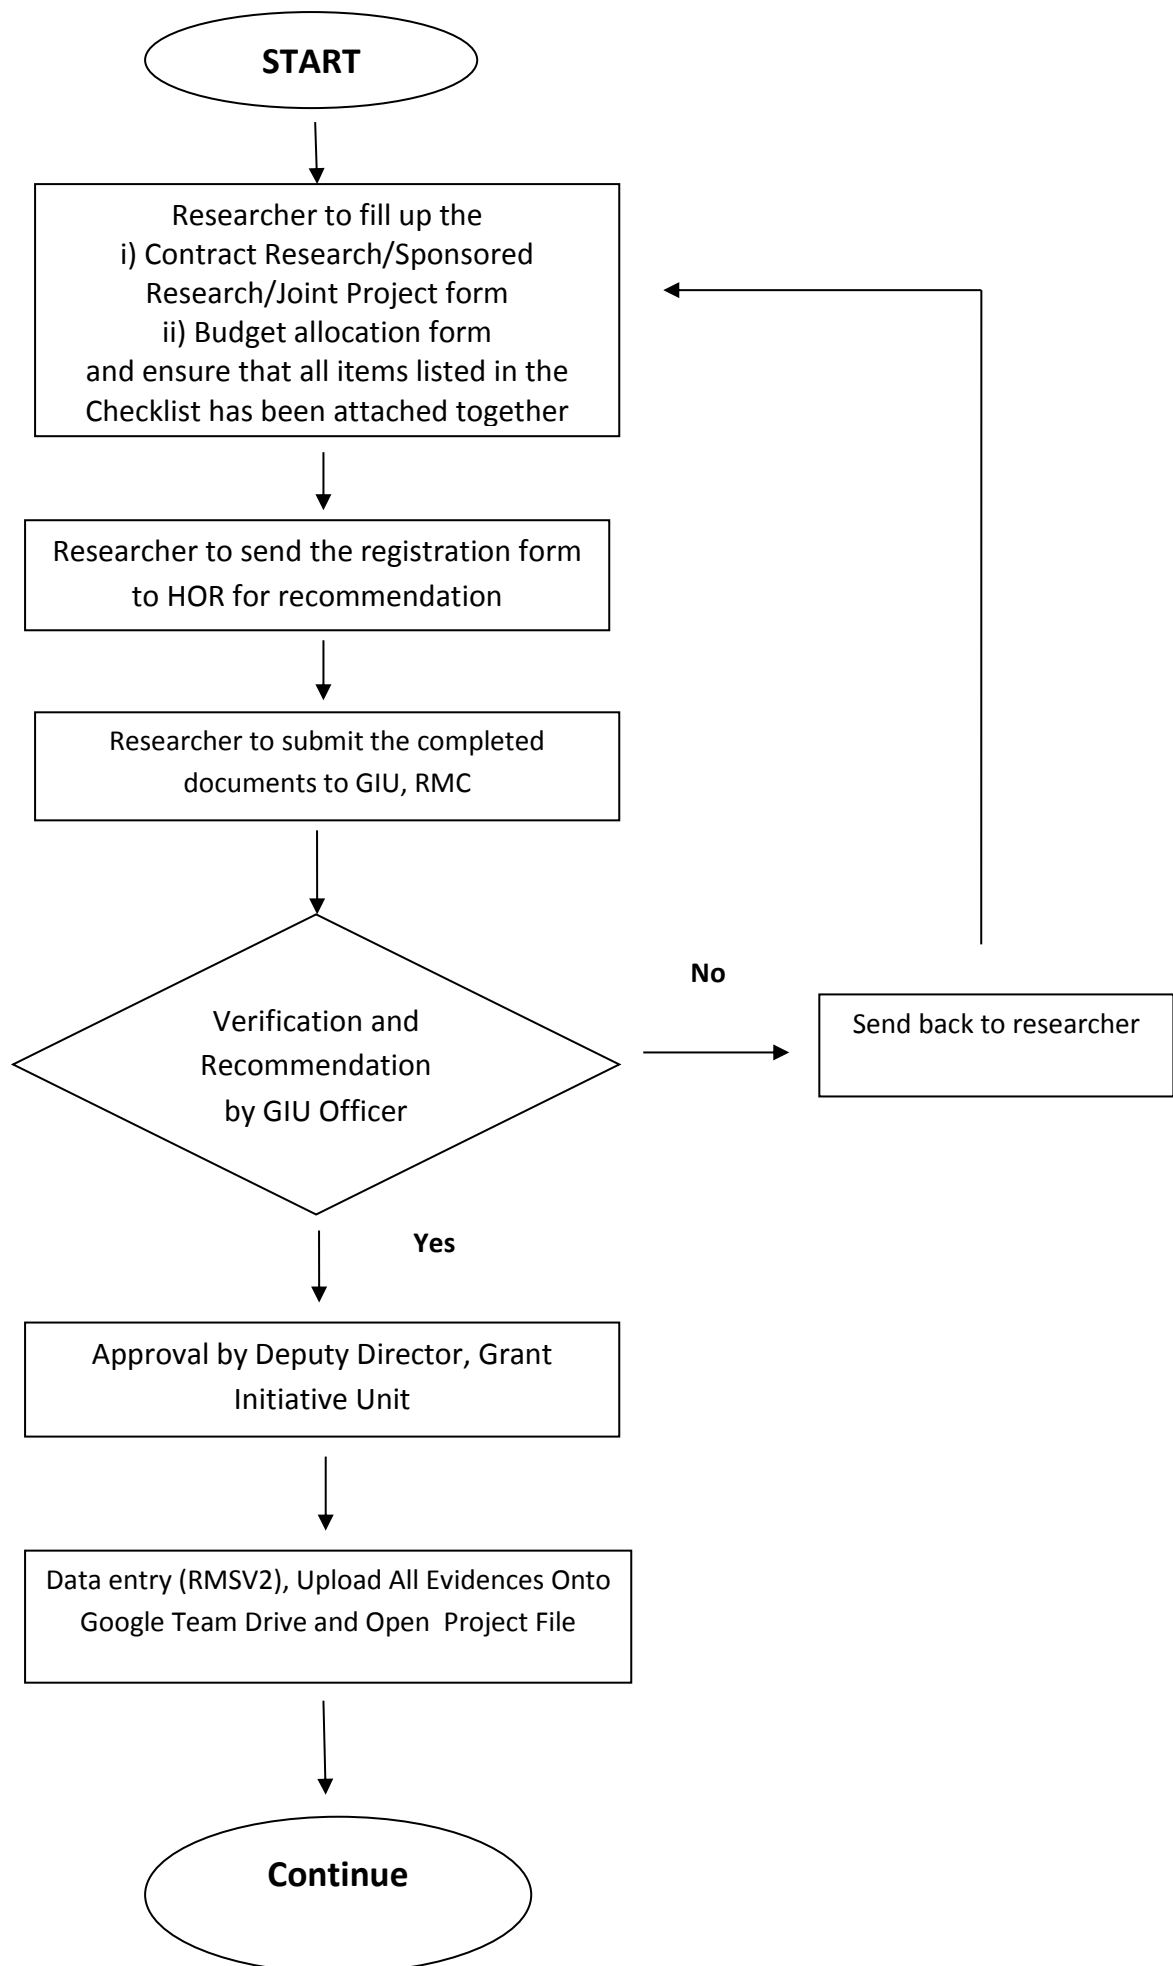 START
Researcher to fill up the
i) Contract Research/Sponsored
Research/Joint Project form
ii) Budget allocation form
and ensure that all items listed in the
Checklist has been attached together
Researcher to send the registration form
to HOR for recommendation
Researcher to submit the completed
documents to GIU, RMC
Verification and
Recommendation
by GIU Officer
No
Send back to researcher
Yes
Approval by Deputy Director, Grant
Initiative Unit
Data entry (RMSV2), Upload All Evidences Onto
Google Team Drive and Open  Project File
Continue